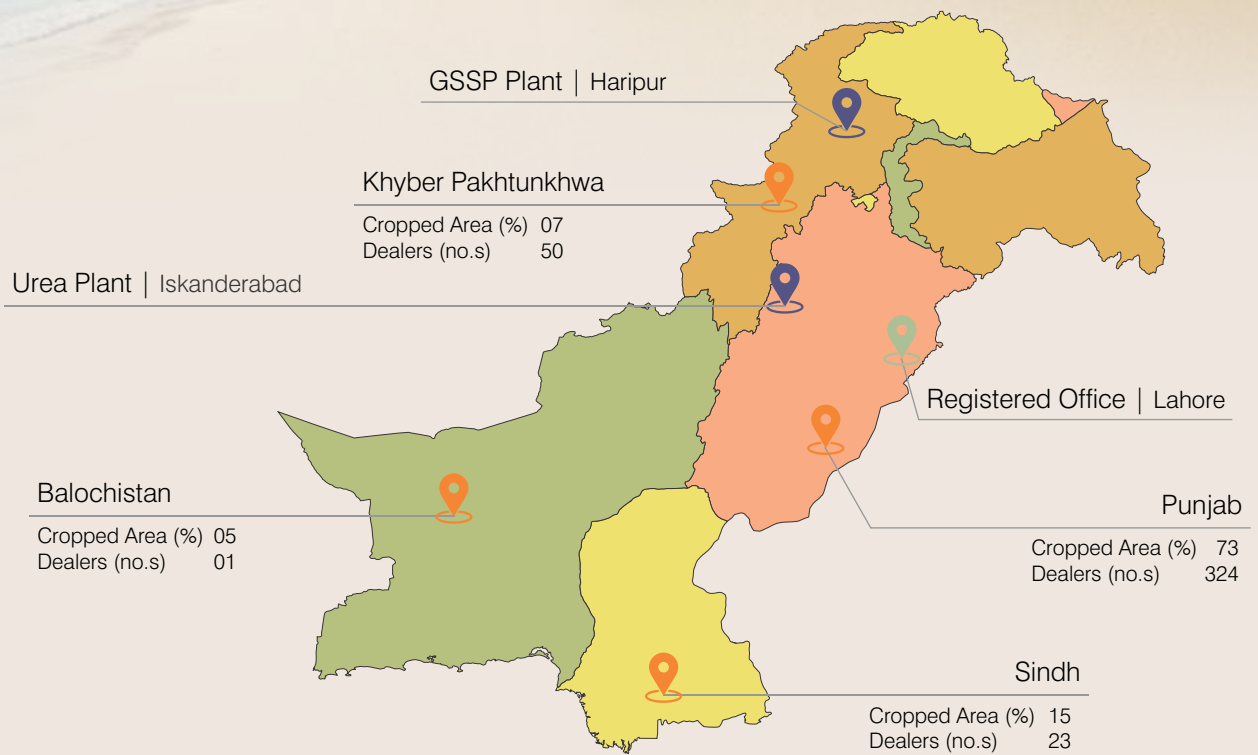 GSSP Plant | Haripur
Khyber Pakhtunkhwa
Cropped Area (%) 07
Dealers (no.s) 50
Urea Plant | Iskanderabad
Registered Office | Lahore
Balochistan
Cropped Area (%) 05
Dealers (no.s) 01
Punjab
Cropped Area (%) 73
Dealers (no.s) 324
Sindh
Cropped Area (%) 15
Dealers (no.s) 23